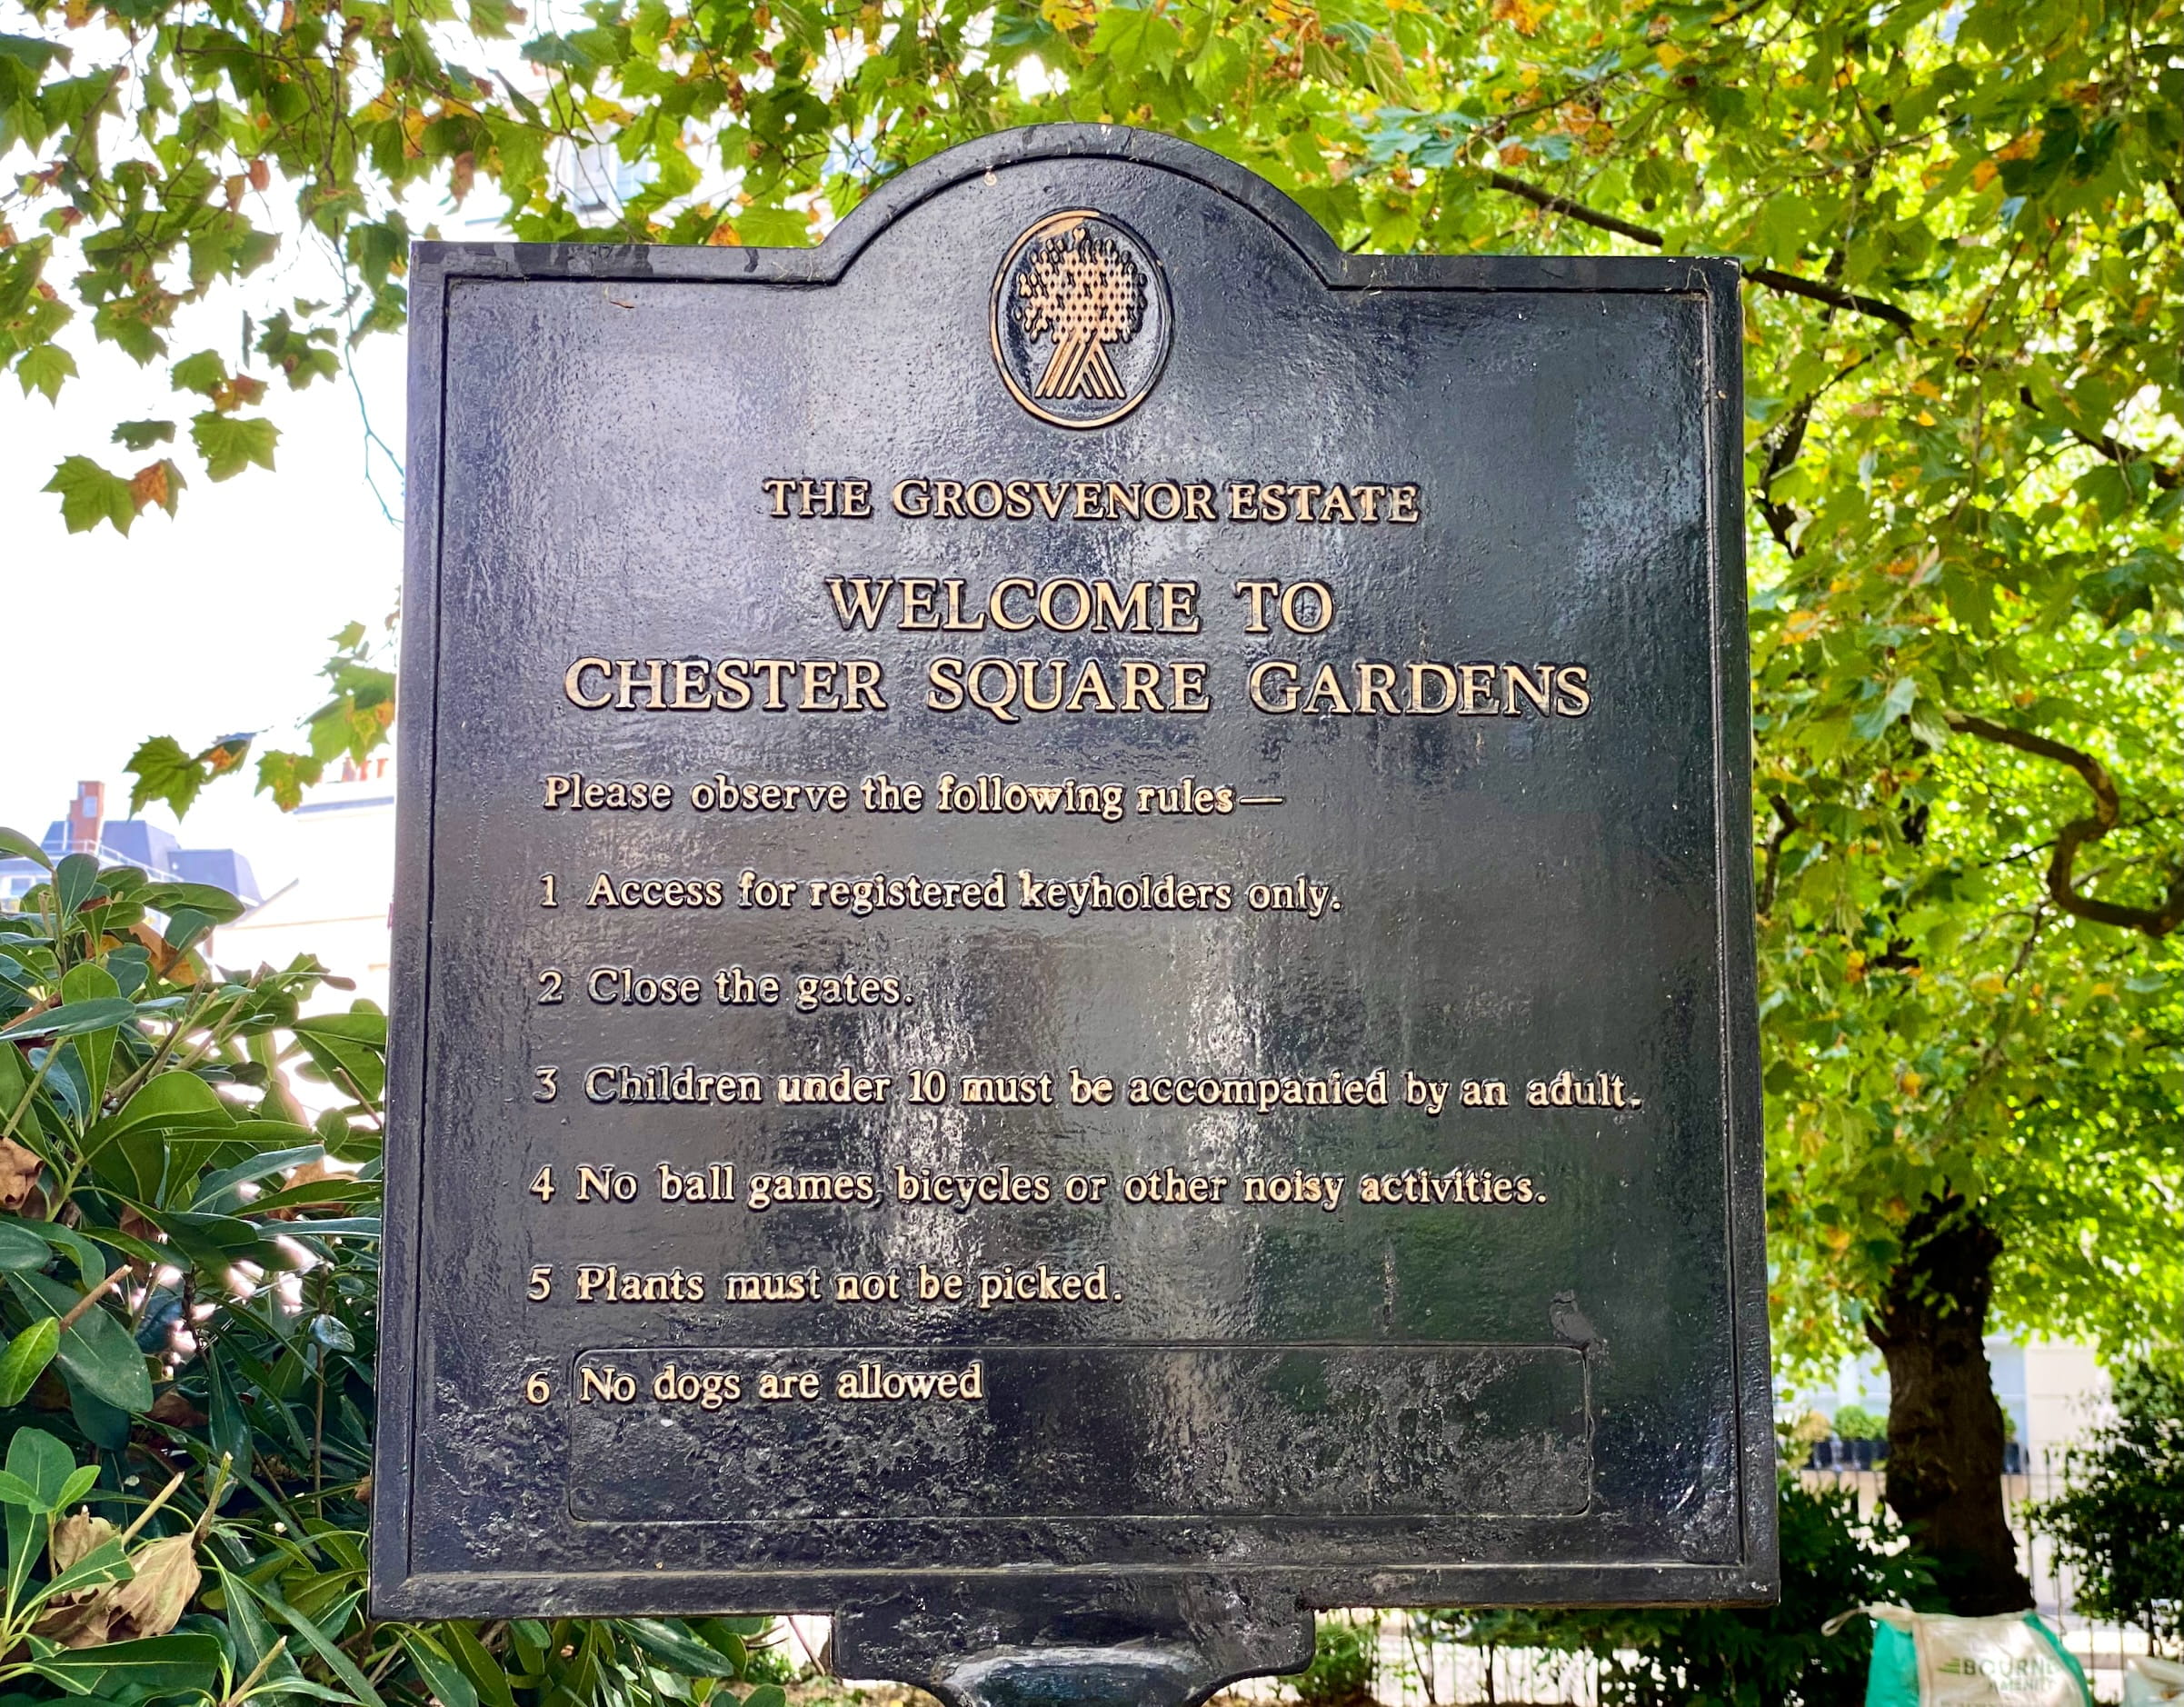 THE GROSVENOR ESTATE
WELCOME TO
CHESTER SQUARE GARDENS
Please observe the following rules—
1 Access for registered keyholders only.
2 Close the gates.
3 Children under 10 must be accompanied by an adult.
4 No ball games, bicycles or other noisy activities.
5 Plants must not be picked.
6 No dogs are allowed